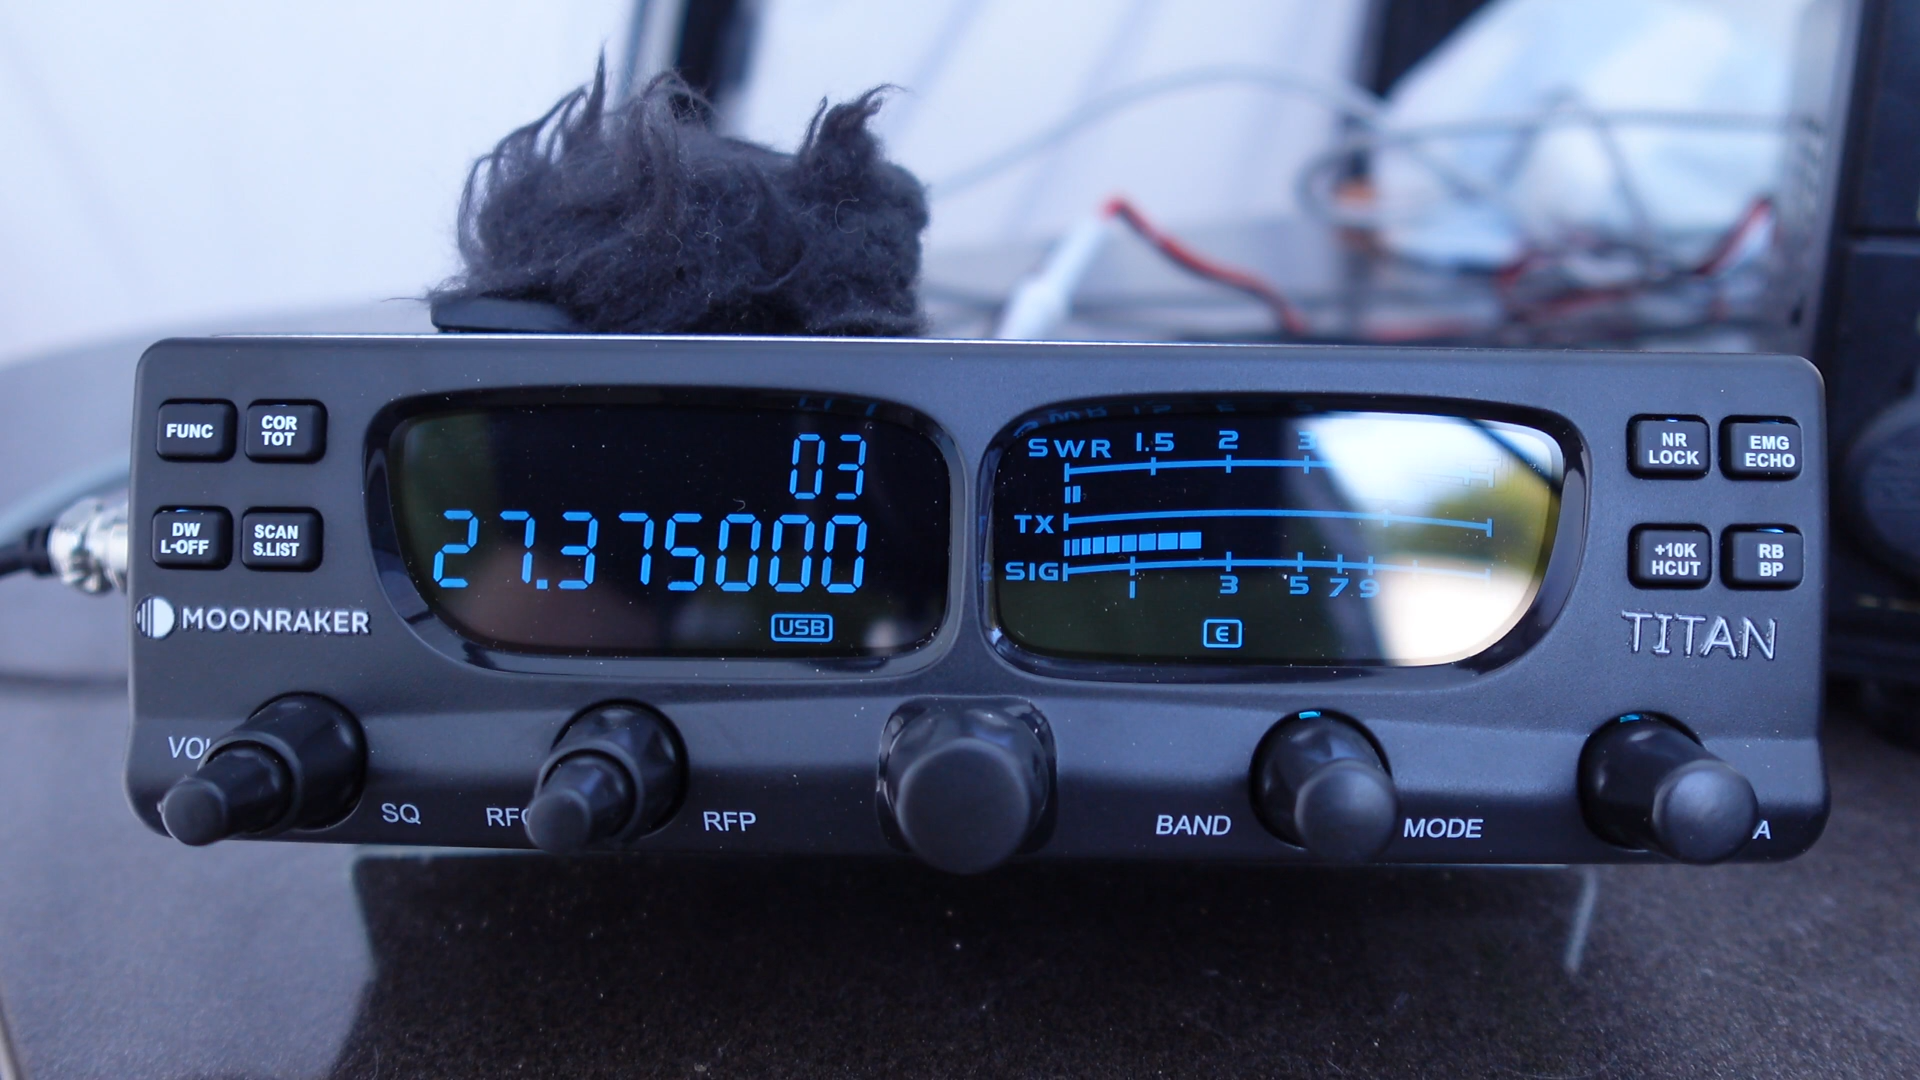 FUNC
COR
TOT
DW
L-OFF
SCAN
S.LIST
MOONRAKER
03
27.375000
USB
SWR 1.5 2 3
TX
SIG
1 3 5 7 9
E
NR
LOCK
EMG
ECHO
+10K
HCUT
RB
BP
TITAN
SQ
RFP
BAND
MODE